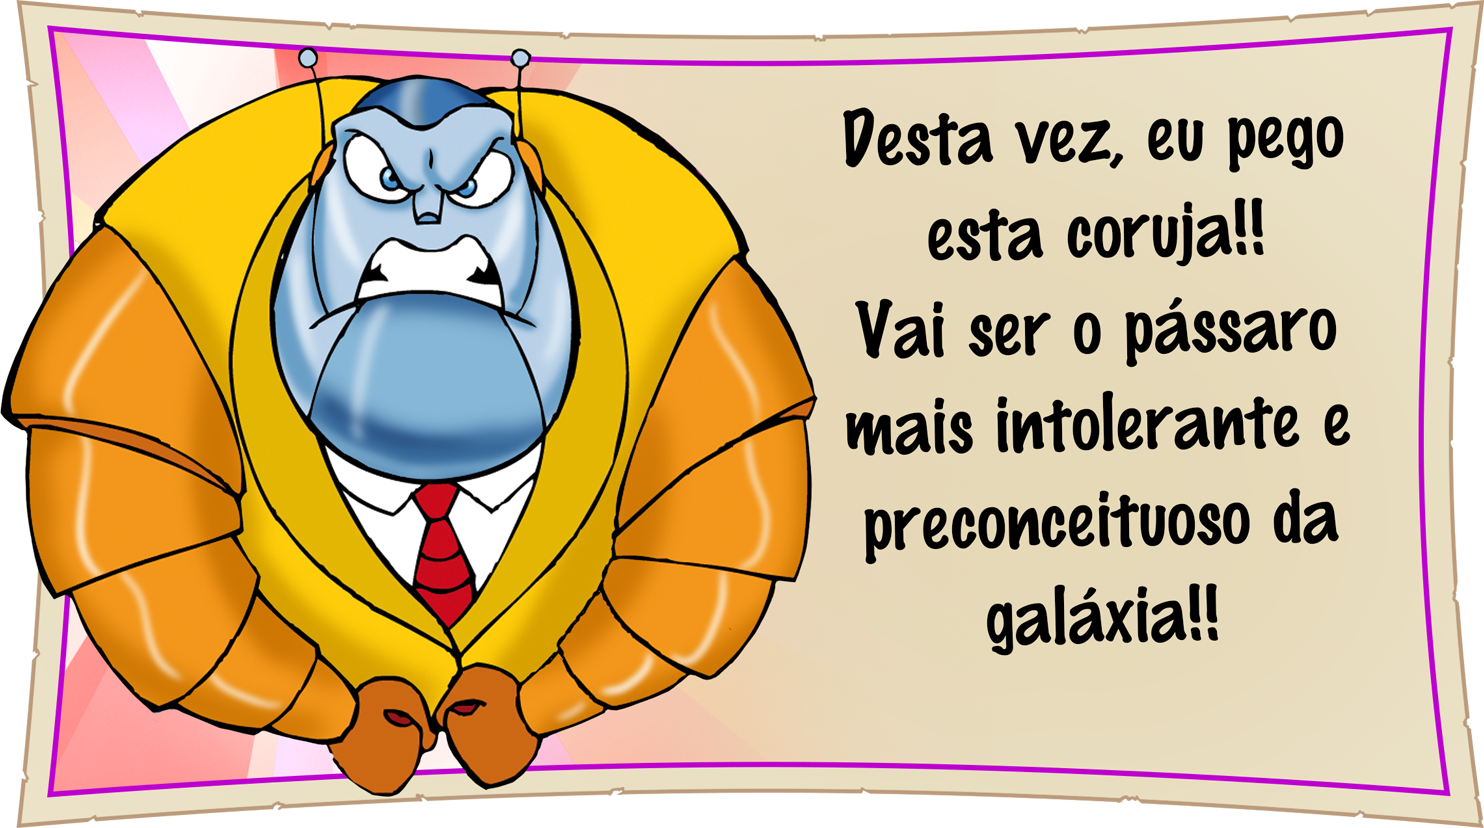 Desta vez, eu pego
esta coruja!!
Vai ser o pássaro
mais intolerante e
preconceituoso da
galáxia!!